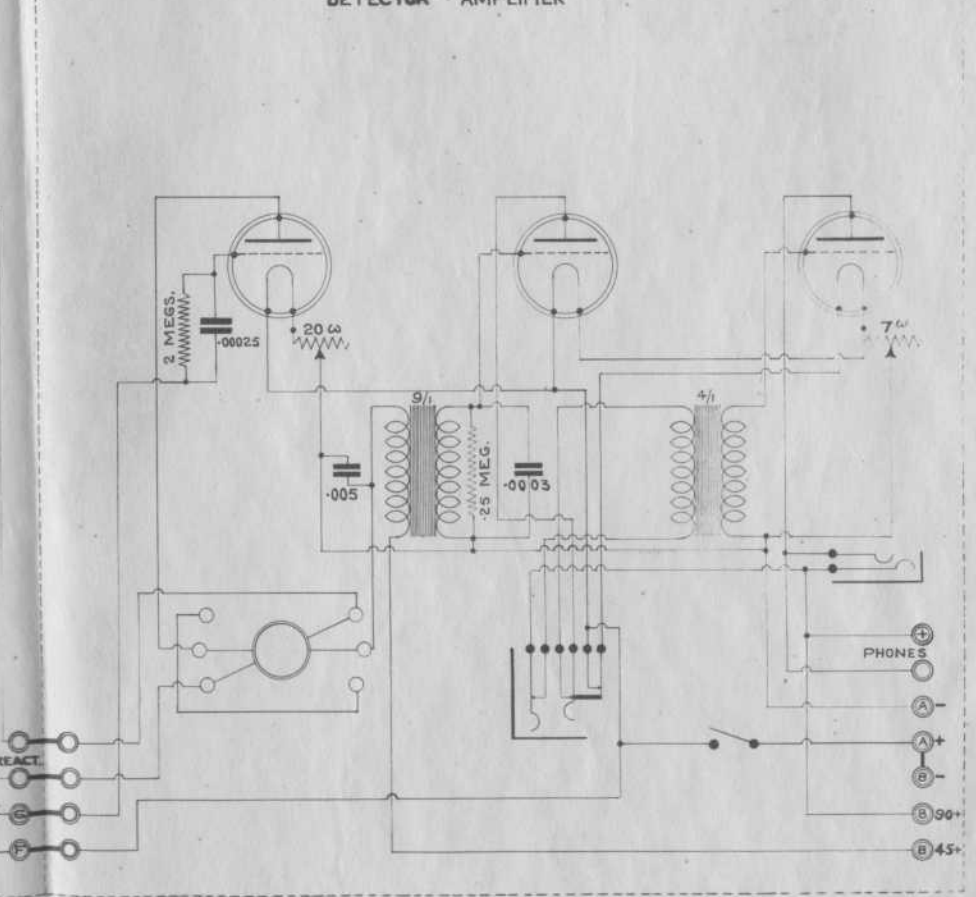 DETECTOR - AMPLIFIER
2 MEGS.
.00025
20 ω
7 ω
9/1
4/1
.005
.25 MEG.
.0003
+
PHONES
A -
A +
B -
B 90+
B 45+
REACT.
G
F